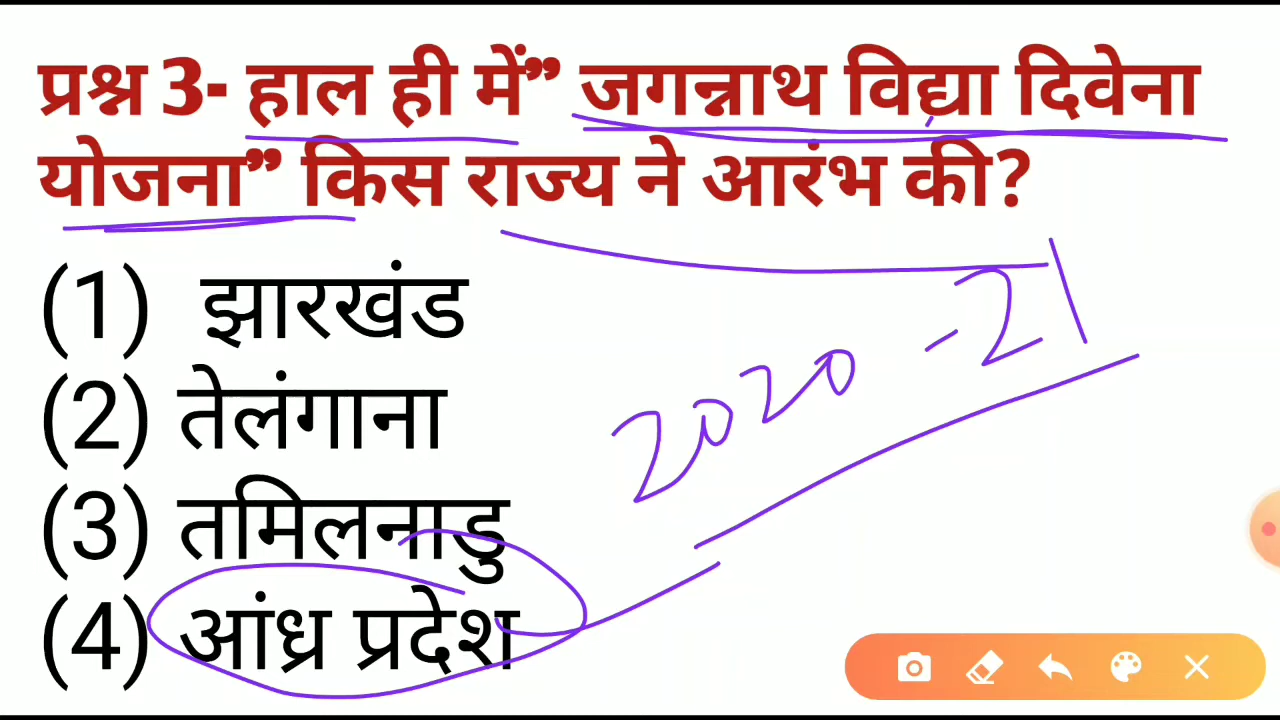 प्रश्न 3- हाल ही में” जगन्नाथ विद्या दिवेना
योजना” किस राज्य ने आरंभ की?
(1) झारखंड
(2) तेलंगाना
(3) तमिलनाडु
(4) आंध्र प्रदेश
2020-21